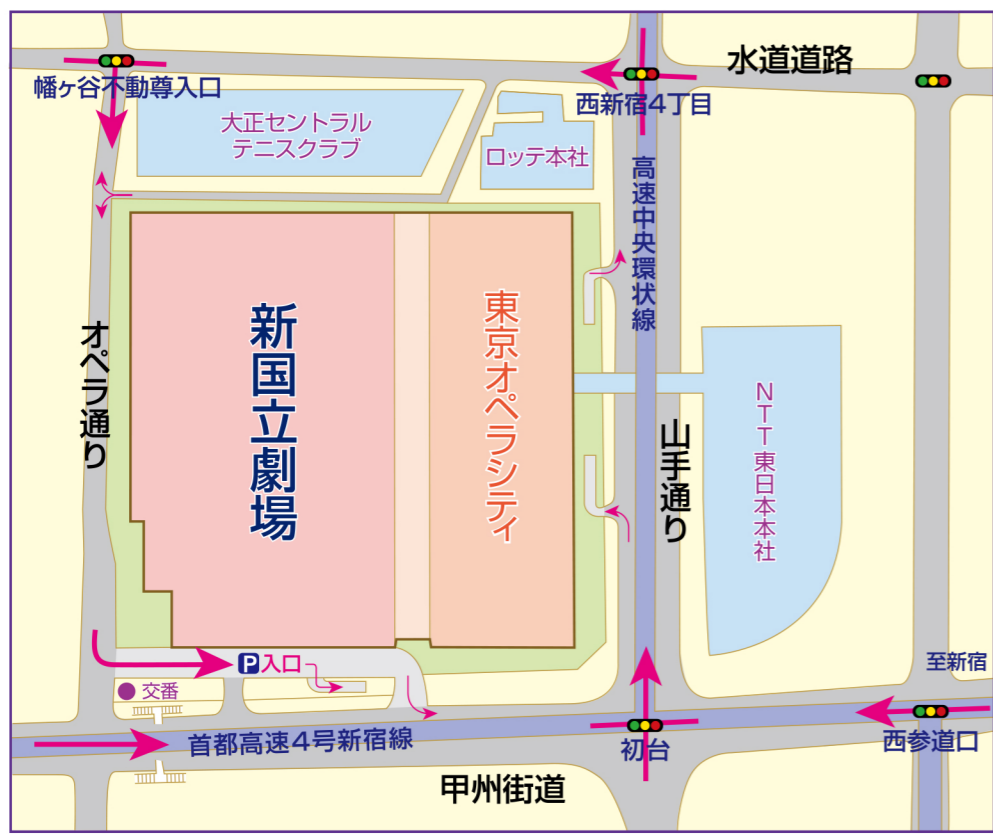 水道道路
幡ヶ谷不動尊入口
西新宿4丁目
大正セントラル
テニスクラブ
ロッテ本社
高速中央環状線
オペラ通り
新国立劇場
東京オペラシティ
山手通り
NTT東日本本社
P入口
至新宿
交番
首都高速4号新宿線
初台
西参道口
甲州街道